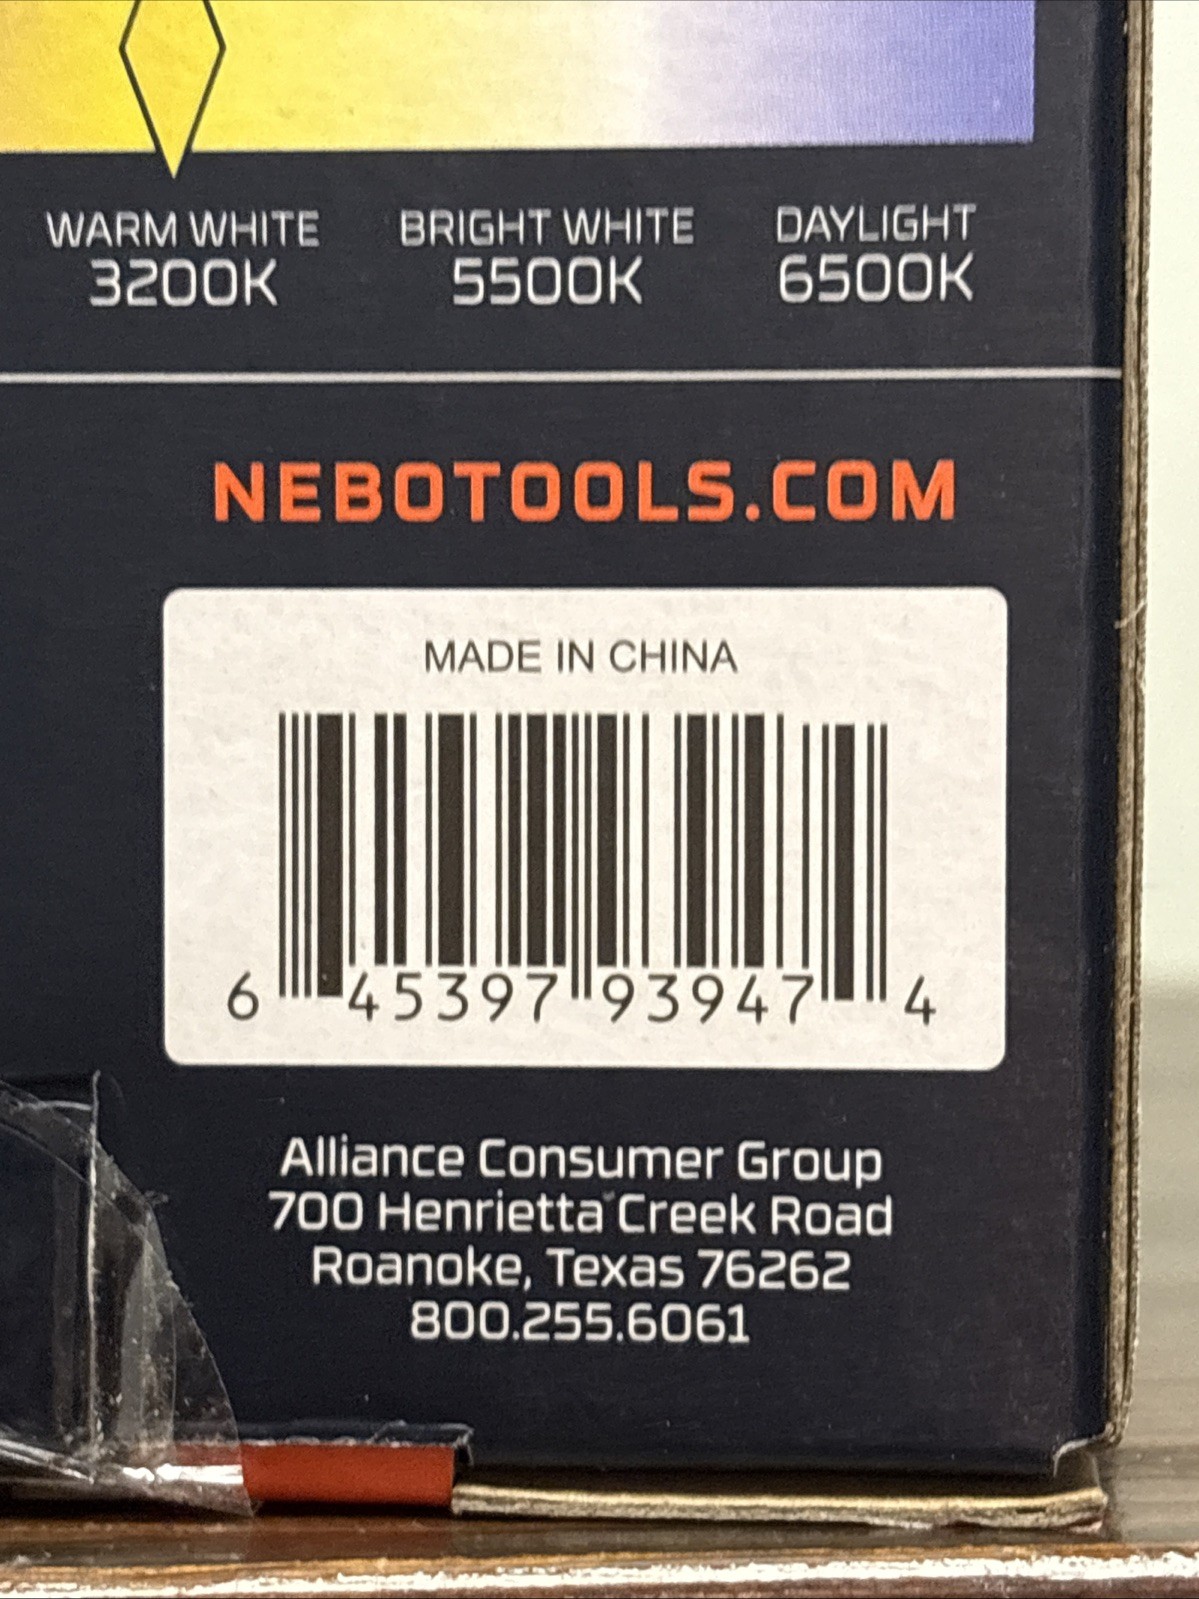 WARM WHITE BRIGHT WHITE DAYLIGHT
3200K 5500K 6500K
NEBOTOOLS.COM
MADE IN CHINA
6 45397 93947 4
Alliance Consumer Group
700 Henrietta Creek Road
Roanoke, Texas 76262
800.255.6061